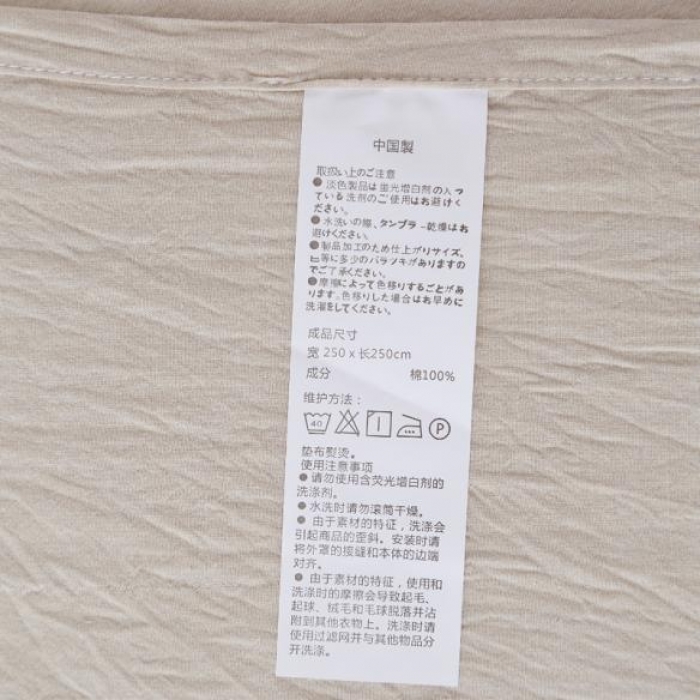 中国製
取扱い上のご注意
● 淡色製品は蛍光增白剤の入っ
ている洗剤のご使用はお避けく
ださい。
● 水洗いの際、タンブラ-乾燥はお
避けください。
● 製品加工のため仕上がりサイズ。
色等に多少のバラツキがありますの
でご了承ください。
● 摩擦によって色移りすることがあ
ります。色移りした場合はお早めに
洗濯をしてください。
成品尺寸
宽 250 x 长250cm
成分 棉100%
维护方法：
40 P
垫布熨烫。
使用注意事项
● 请勿使用含荧光增白剂的
洗涤剂。
● 水洗时请勿滚筒干燥。
● 由于素材的特征，洗涤会
引起商品的歪斜。安装时请
将外罩的接缝和本体的边端
对齐。
● 由于素材的特征，使用和
洗涤时的摩擦会导致起毛、
起球、绒毛和毛球脱落并沾
附到其他衣物上。洗涤时请
使用过滤网并与其他物品分
开洗涤。